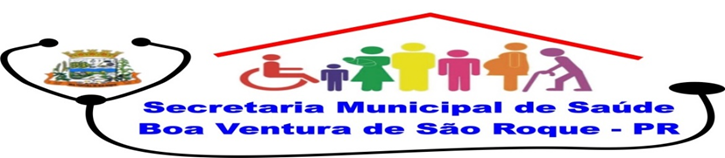 Secretaria Municipal de Saúde
Boa Ventura de São Roque - PR